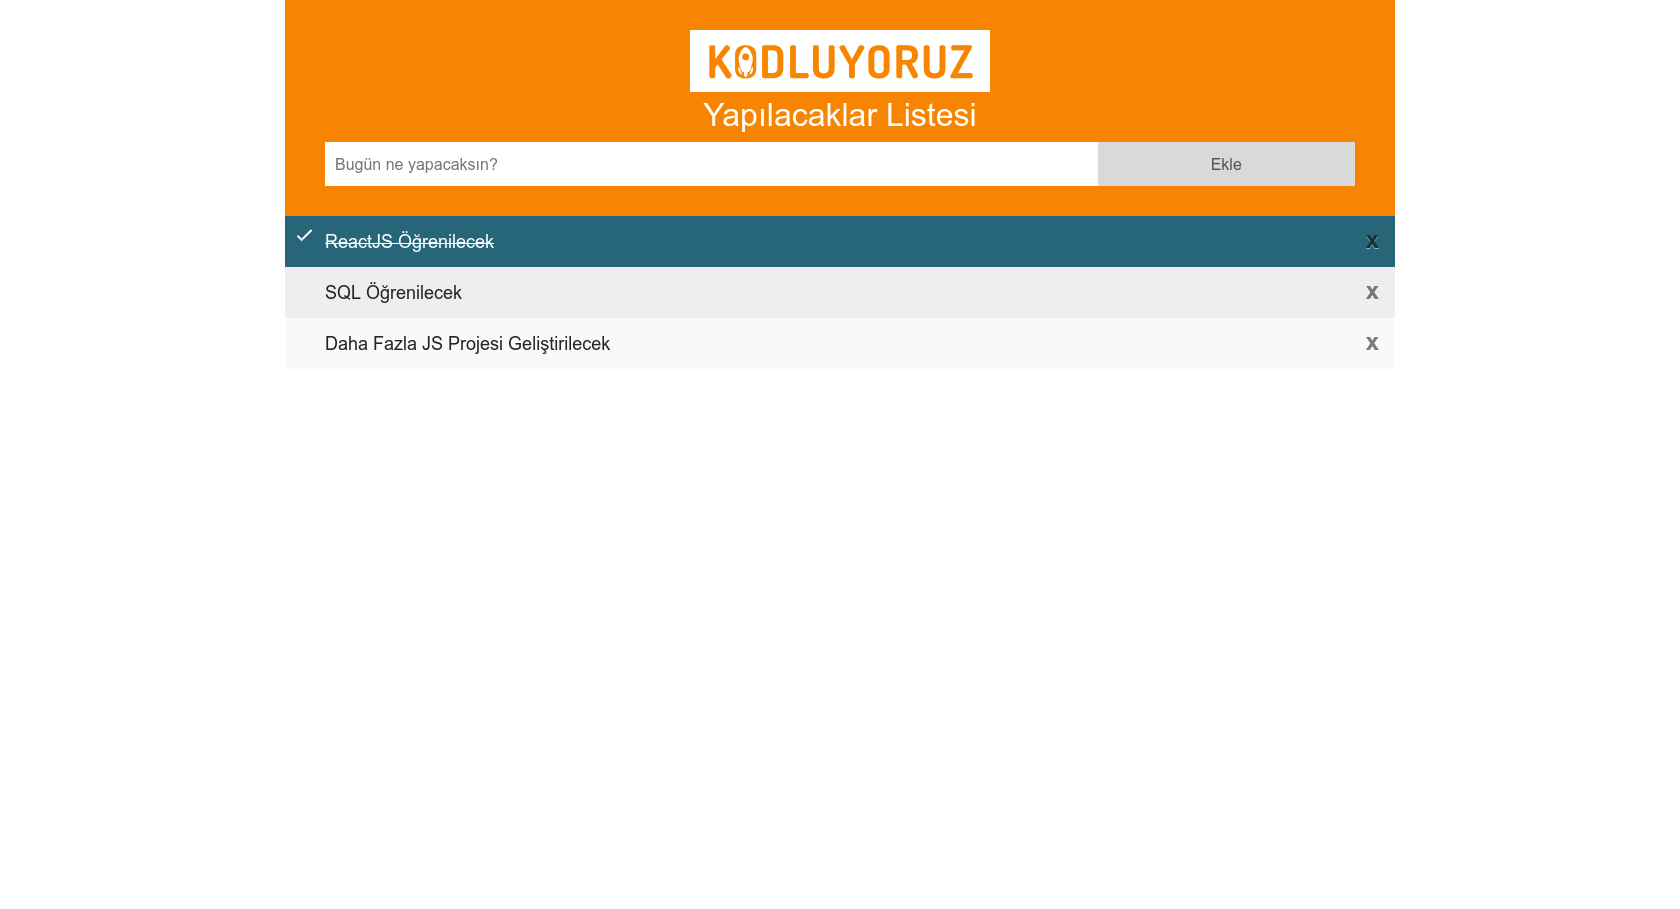 KODLUYORUZ
Yapılacaklar Listesi
Bugün ne yapacaksın?
Ekle
ReactJS Öğrenilecek
X
SQL Öğrenilecek
X
Daha Fazla JS Projesi Geliştirilecek
X